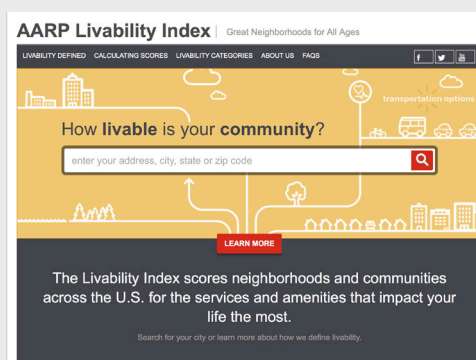 AARP Livability Index
Great Neighborhoods for All Ages
LIVABILITY DEFINED CALCULATING SCORES LIVABILITY CATEGORIES ABOUT US FAQS
transportation options
How livable is your community?
enter your address, city, state or zip code
LEARN MORE
The Livability Index scores neighborhoods and communities
across the U.S. for the services and amenities that impact your
life the most.
Search for your city or learn more about how we define livability.